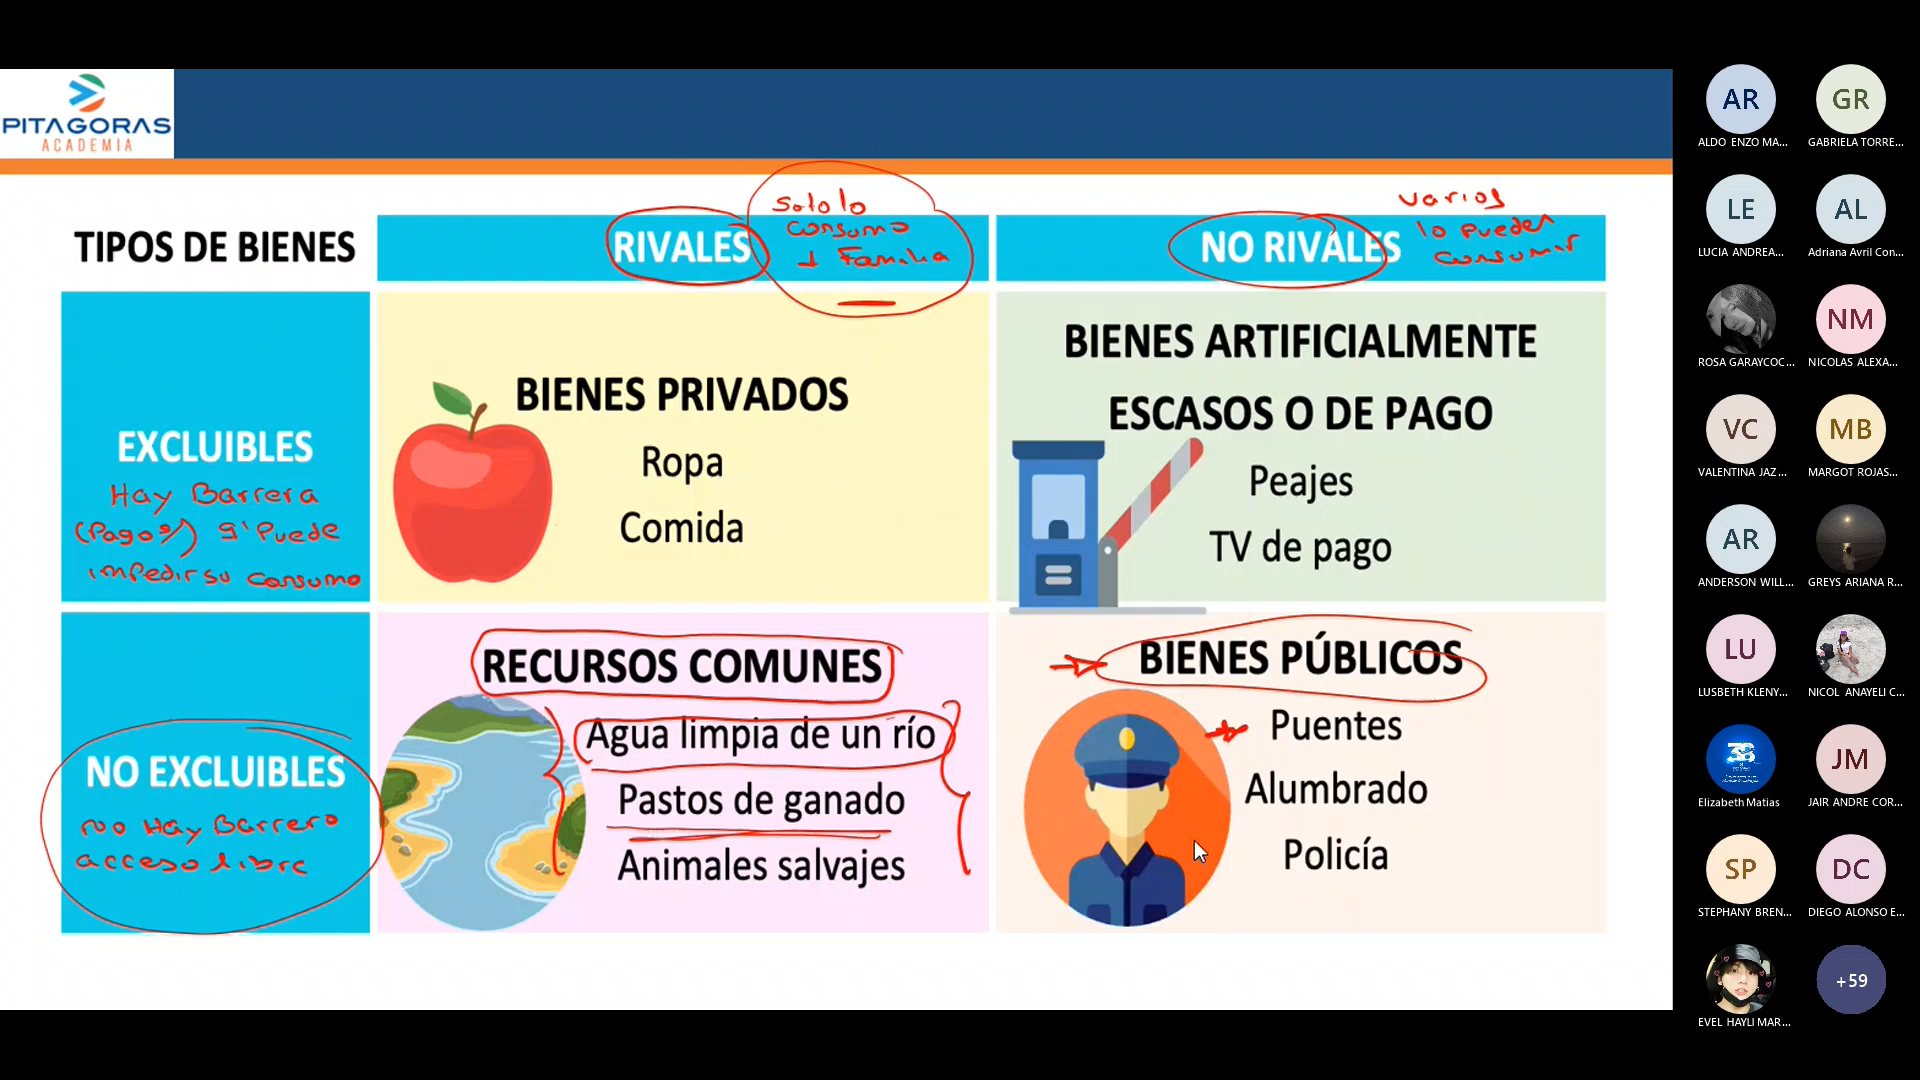 PITAGORAS
ACADEMIA
TIPOS DE BIENES
RIVALES
Solo lo
consumo
1 Familia
NO RIVALES
varios
lo pueden
consumir
EXCLUIBLES
Hay Barrera
(Pagos) q' Puede
impedir su consumo
BIENES PRIVADOS
Ropa
Comida
BIENES ARTIFICIALMENTE
ESCASOS O DE PAGO
Peajes
TV de pago
NO EXCLUIBLES
No Hay Barrera
acceso libre
RECURSOS COMUNES
Agua limpia de un río
Pastos de ganado
Animales salvajes
BIENES PÚBLICOS
Puentes
Alumbrado
Policía
AR
ALDO ENZO MA...
GR
GABRIELA TORRE...
LE
LUCIA ANDREA...
AL
Adriana Avril Con...
ROSA GARAYCOC...
NM
NICOLAS ALEXA...
VC
VALENTINA JAZ...
MB
MARGOT ROJAS...
AR
ANDERSON WILL...
GREYS ARIANA R...
LU
LUSBETH KLENY...
NICOL ANAYELI C...
Elizabeth Matias
JM
JAIR ANDRE COR...
SP
STEPHANY BREN...
DC
DIEGO ALONSO E...
EVEL HAYLI MAR...
+59